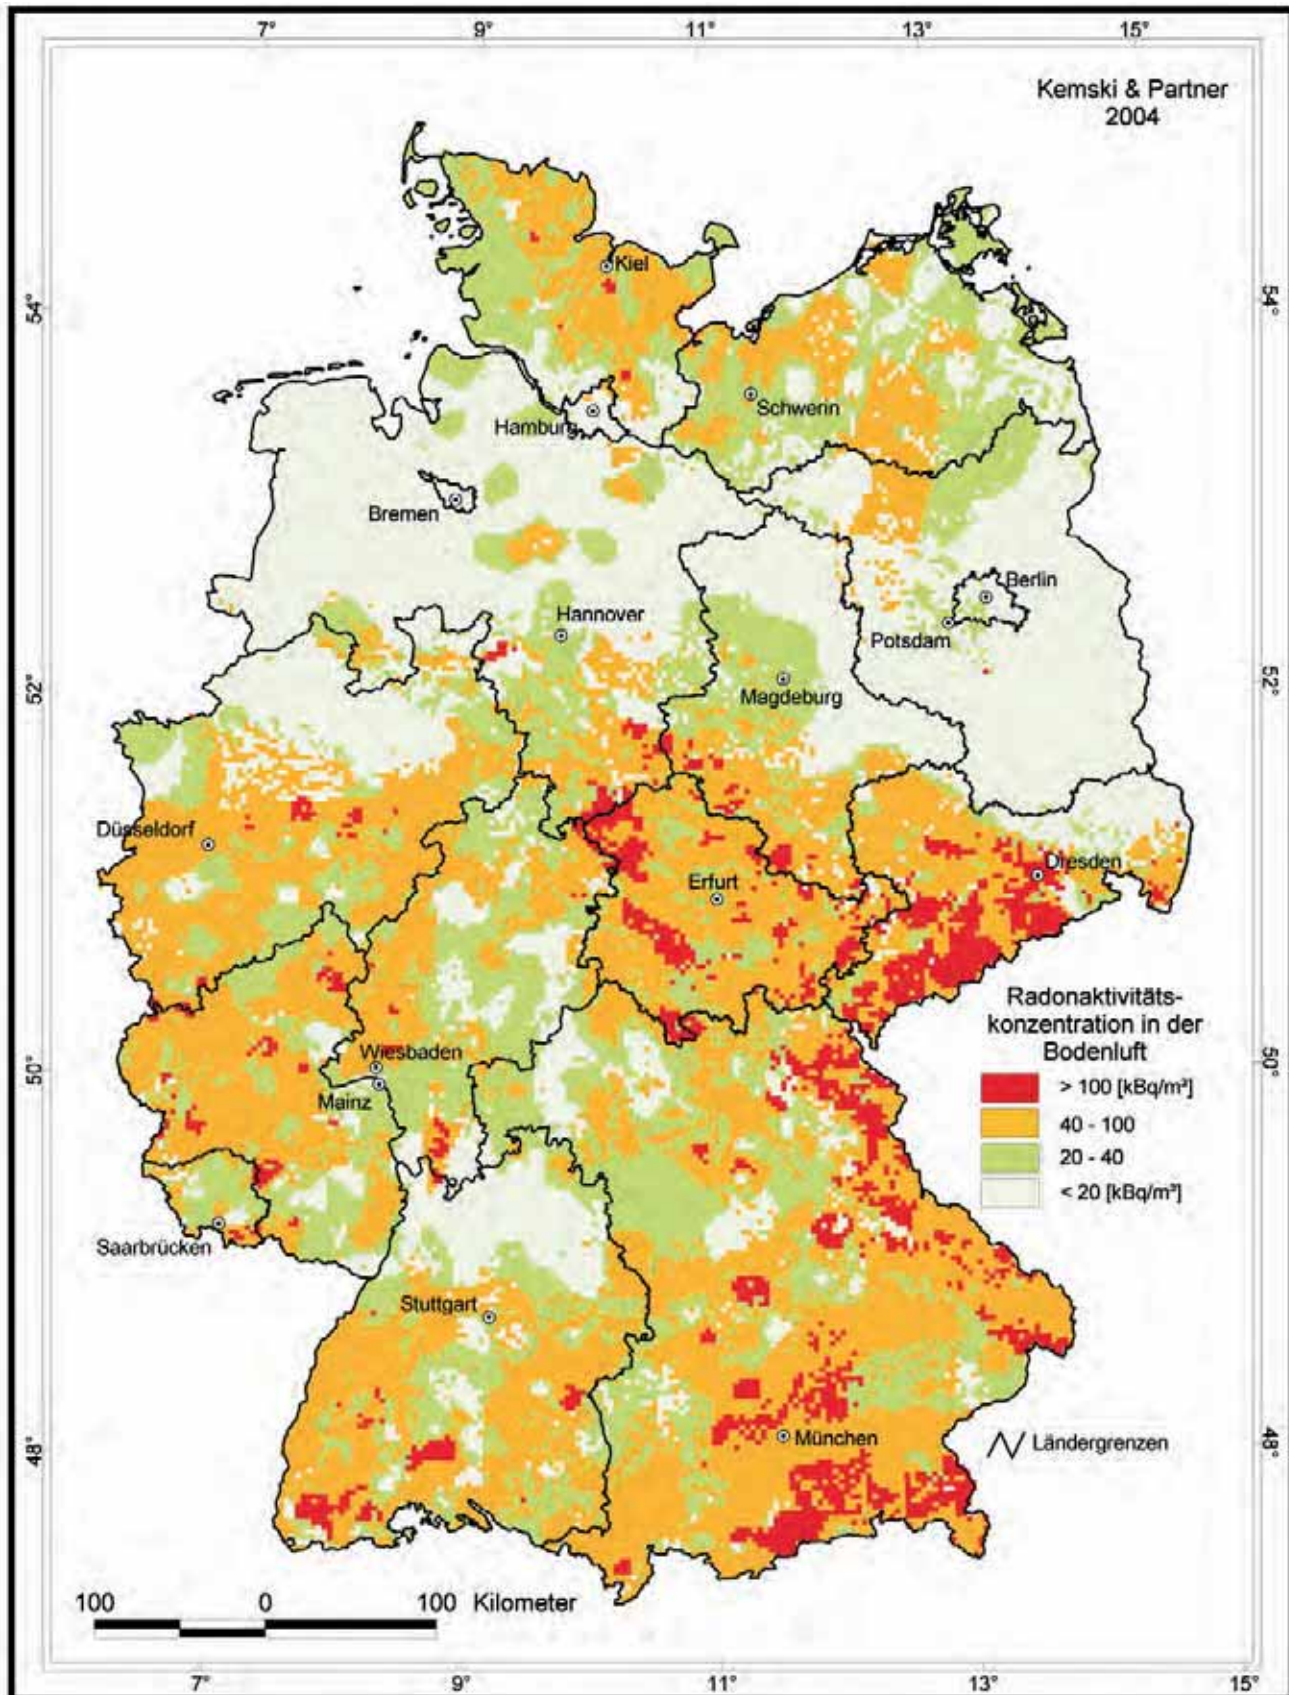 7° 9° 11° 13° 15°
Kemski & Partner
2004
54° 54°
Kiel
Schwerin
Hamburg
Bremen
Berlin
Hannover
Potsdam
52° 52°
Magdeburg
Düsseldorf
Dresden
Erfurt
Radonaktivitäts-
konzentration in der
Bodenluft
50° 50°
Wiesbaden
> 100 [kBq/m³]
Mainz
40 - 100
20 - 40
< 20 [kBq/m³]
Saarbrücken
Stuttgart
48° 48°
München
Ländergrenzen
100 0 100 Kilometer
7° 9° 11° 13° 15°